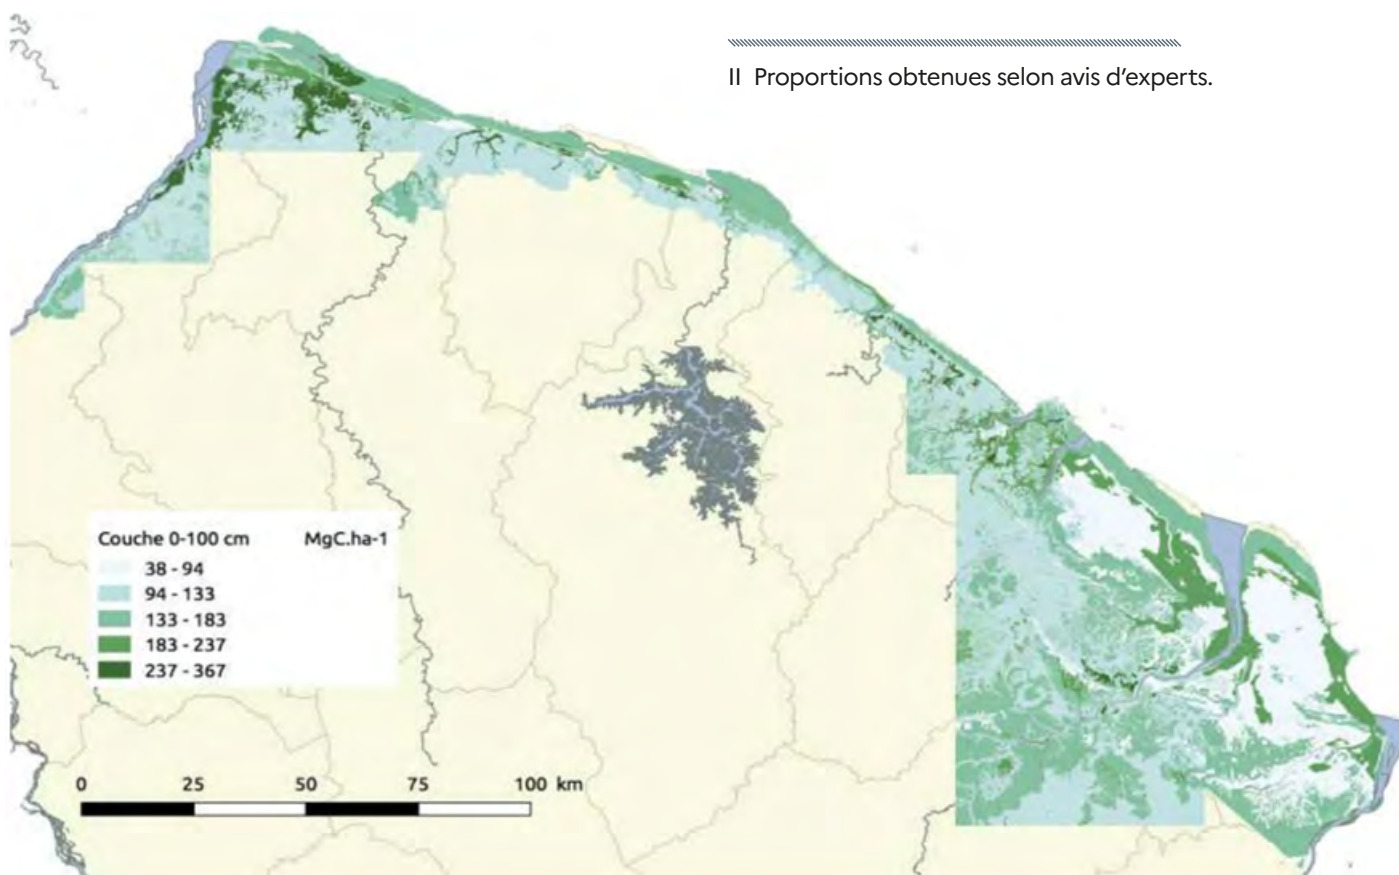 II Proportions obtenues selon avis d'experts.
Couche 0-100 cm MgC.ha-1
38 - 94
94 - 133
133 - 183
183 - 237
237 - 367
0 25 50 75 100 km